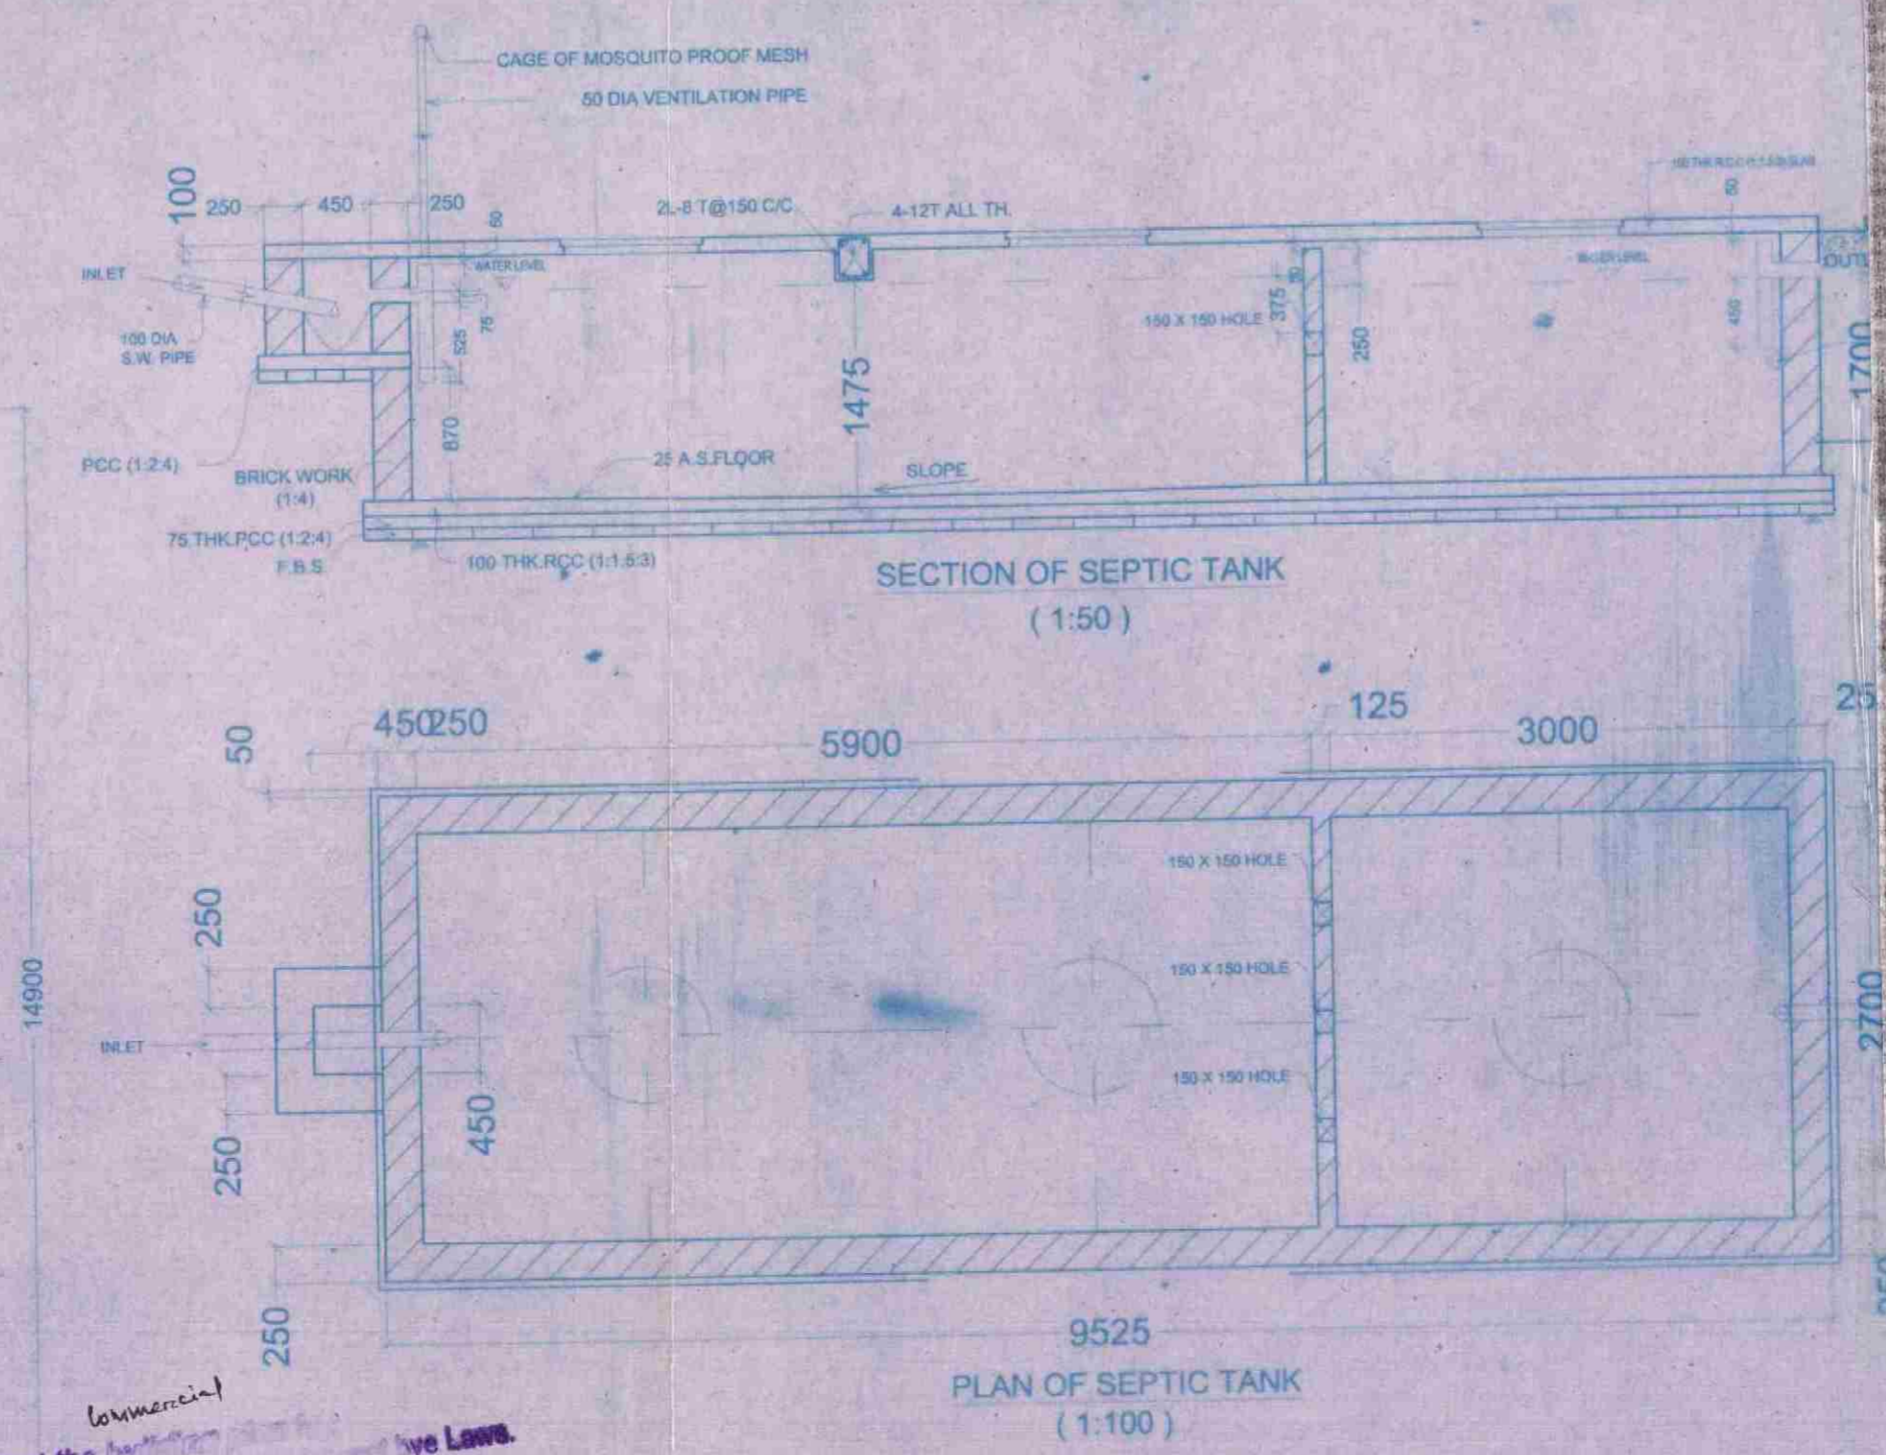 CAGE OF MOSQUITO PROOF MESH
50 DIA VENTILATION PIPE
100
250
450
250
50
2L-8 T@150 C/C
4-12T ALL TH.
50
INLET
WATER LEVEL
WATER LEVEL
100 DIA
S.W. PIPE
75
525
150 X 150 HOLE
375
250
450
1700
1475
870
PCC (1:2:4)
BRICK WORK
(1:4)
25 A.S.FLOOR
SLOPE
75 THK.PCC (1:2:4)
F.B.S.
100 THK.RCC (1:1.5:3)
SECTION OF SEPTIC TANK
( 1:50 )
50
450
250
5900
125
3000
150 X 150 HOLE
250
150 X 150 HOLE
14900
INLET
2700
150 X 150 HOLE
450
250
250
9525
PLAN OF SEPTIC TANK
( 1:100 )
Commercial
Laws.